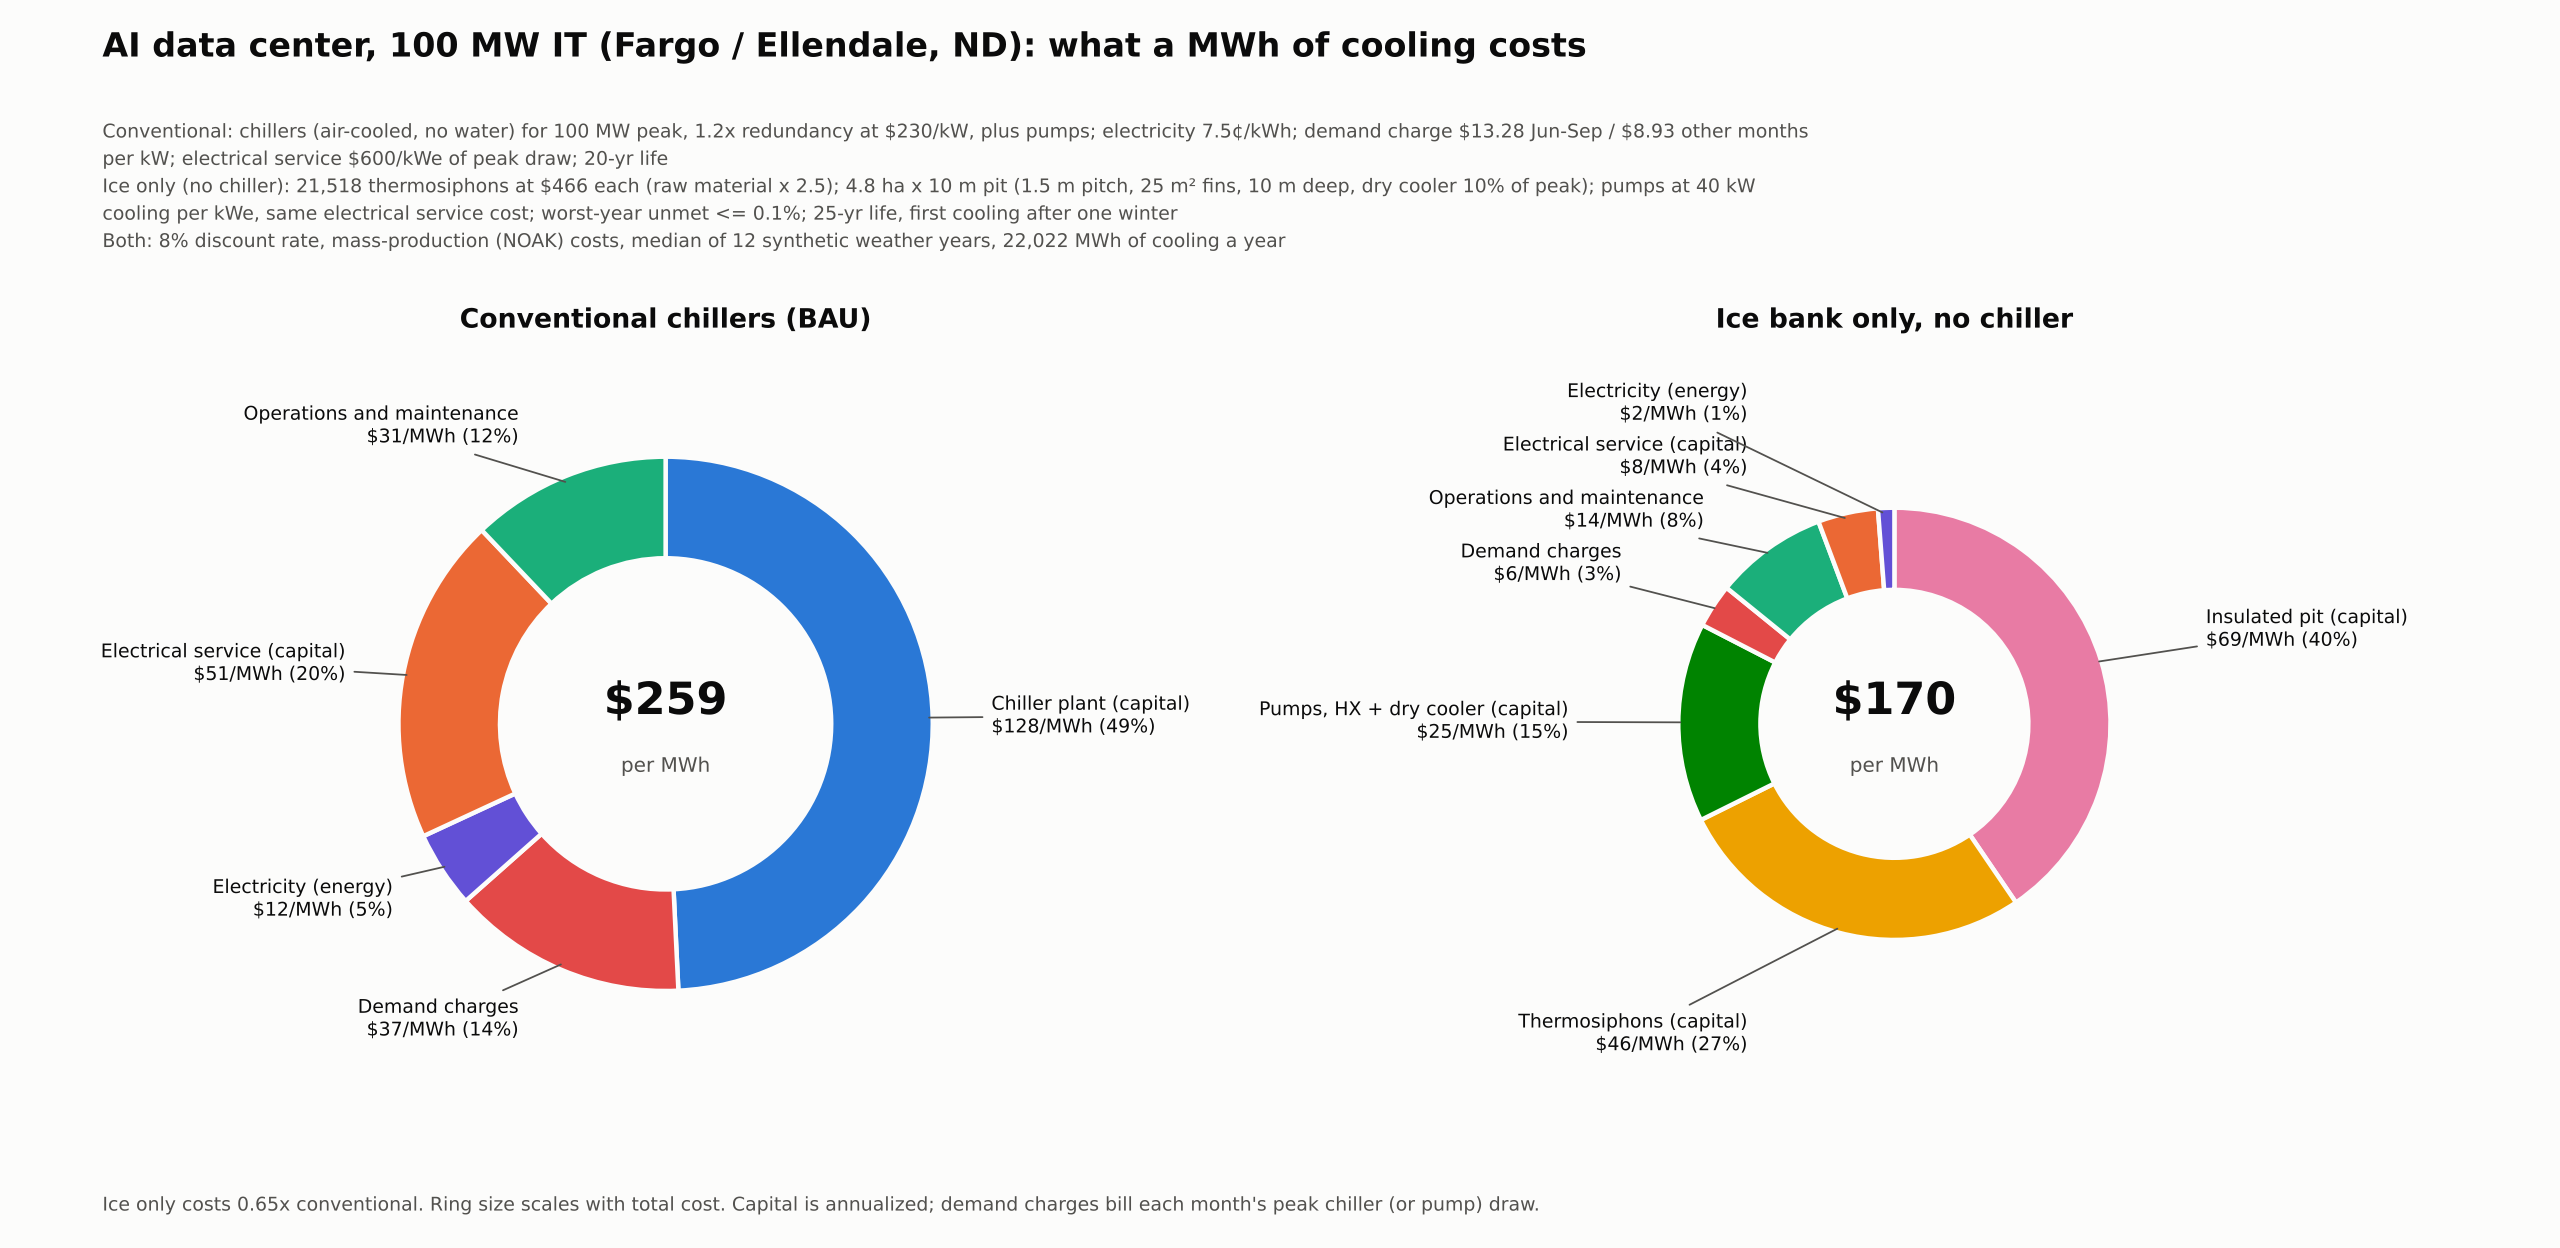 AI data center, 100 MW IT (Fargo / Ellendale, ND): what a MWh of cooling costs
Conventional: chillers (air-cooled, no water) for 100 MW peak, 1.2x redundancy at $230/kW, plus pumps; electricity 7.5¢/kWh; demand charge $13.28 Jun-Sep / $8.93 other months
per kW; electrical service $600/kWe of peak draw; 20-yr life
Ice only (no chiller): 21,518 thermosiphons at $466 each (raw material x 2.5); 4.8 ha x 10 m pit (1.5 m pitch, 25 m² fins, 10 m deep, dry cooler 10% of peak); pumps at 40 kW
cooling per kWe, same electrical service cost; worst-year unmet <= 0.1%; 25-yr life, first cooling after one winter
Both: 8% discount rate, mass-production (NOAK) costs, median of 12 synthetic weather years, 22,022 MWh of cooling a year
Conventional chillers (BAU)
Operations and maintenance
$31/MWh (12%)
Electrical service (capital)
$51/MWh (20%)
$259
per MWh
Chiller plant (capital)
$128/MWh (49%)
Electricity (energy)
$12/MWh (5%)
Demand charges
$37/MWh (14%)
Ice bank only, no chiller
Electricity (energy)
$2/MWh (1%)
Electrical service (capital)
$8/MWh (4%)
Operations and maintenance
$14/MWh (8%)
Demand charges
$6/MWh (3%)
Insulated pit (capital)
$69/MWh (40%)
Pumps, HX + dry cooler (capital)
$25/MWh (15%)
$170
per MWh
Thermosiphons (capital)
$46/MWh (27%)
Ice only costs 0.65x conventional. Ring size scales with total cost. Capital is annualized; demand charges bill each month's peak chiller (or pump) draw.